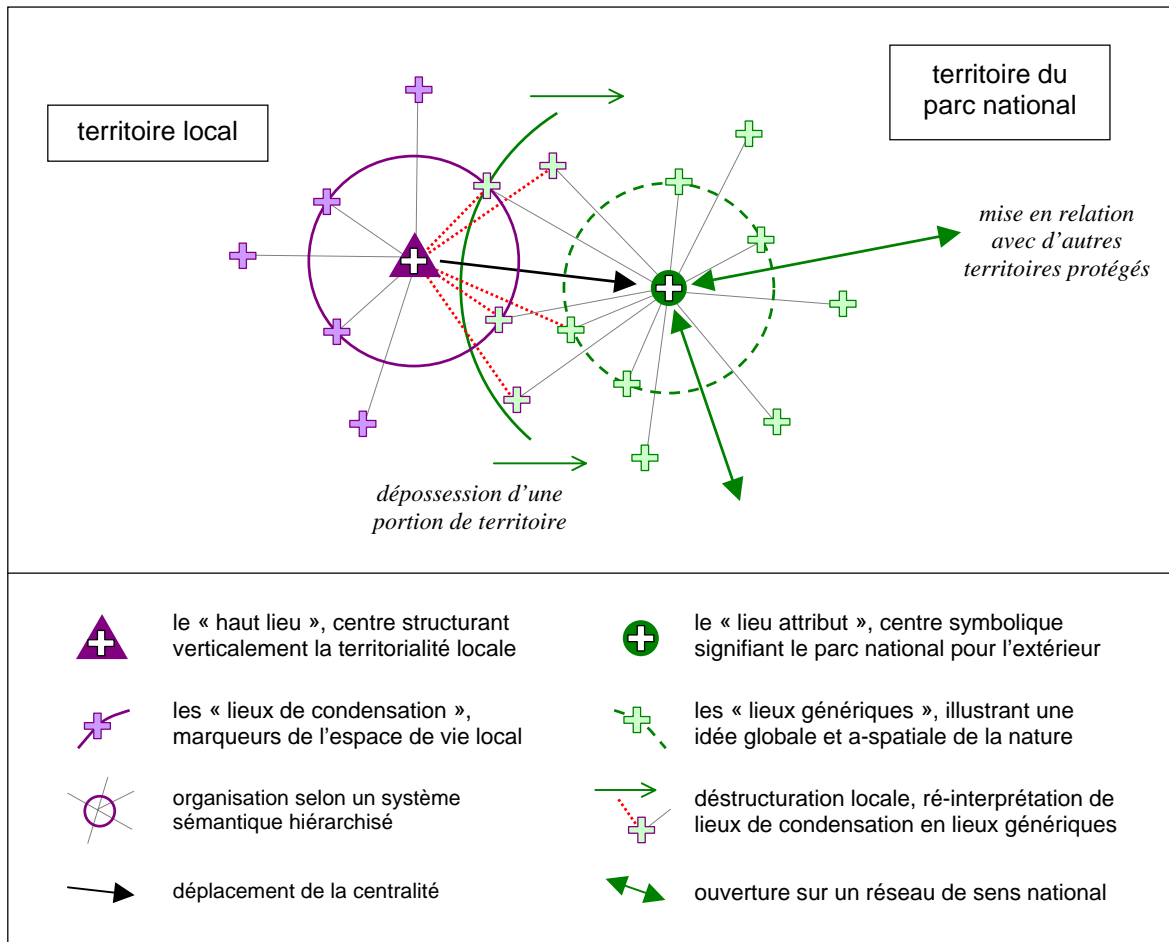 territoire du
parc national
territoire local
mise en relation
avec d'autres
territoires protégés
dépossession d’une
portion de territoire
le « haut lieu », centre structurant
verticalement la territorialité locale
le « lieu attribut », centre symbolique
signifiant le parc national pour l’extérieur
les « lieux de condensation »,
marqueurs de l’espace de vie local
les « lieux génériques », illustrant une
idée globale et a-spatiale de la nature
organisation selon un système
sémantique hiérarchisé
déstructuration locale, ré-interprétation de
lieux de condensation en lieux génériques
déplacement de la centralité
ouverture sur un réseau de sens national